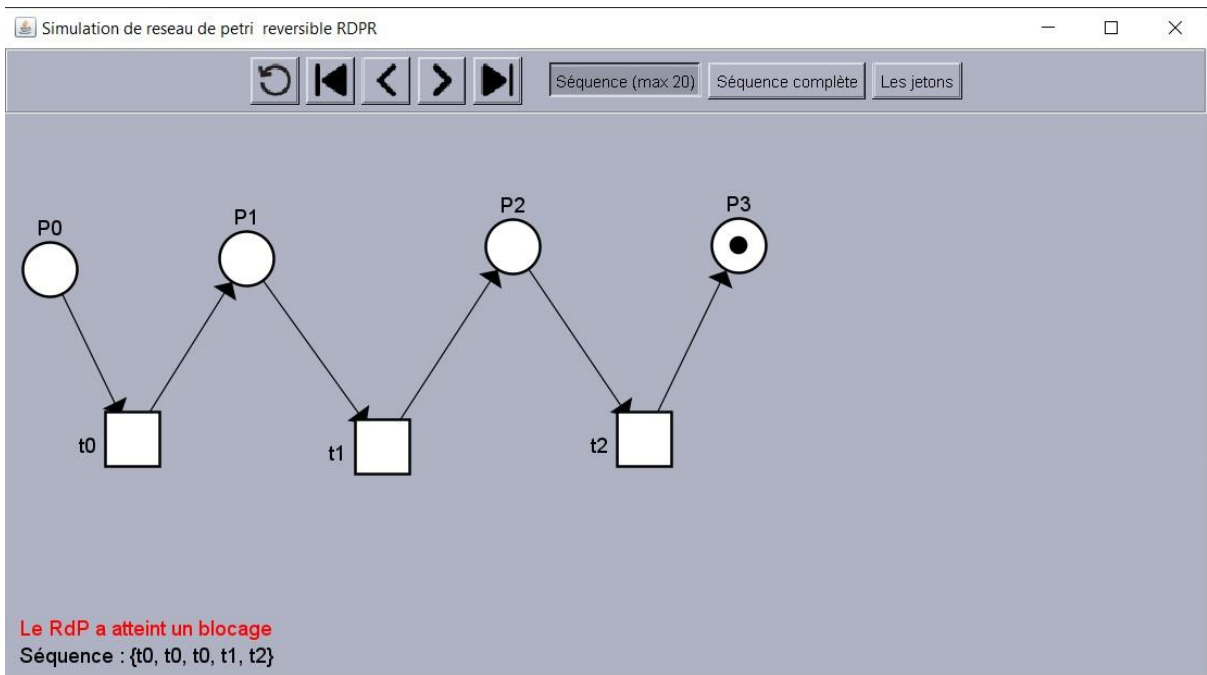 Simulation de reseau de petri reversible RDPR
Séquence (max 20) Séquence complète Les jetons
P0 P1 P2 P3
t0 t1 t2
Le RdP a atteint un blocage
Séquence : {t0, t0, t0, t1, t2}